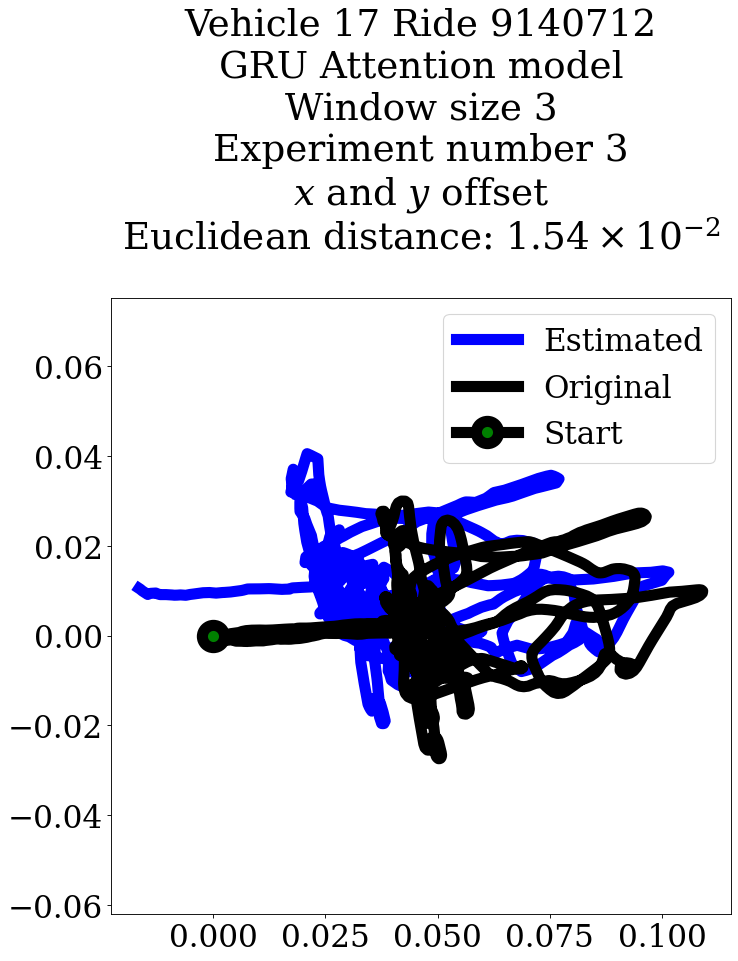 Vehicle 17 Ride 9140712
GRU Attention model
Window size 3
Experiment number 3
x and y offset
Euclidean distance: 1.54 × 10⁻²
Estimated
Original
Start
0.06
0.04
0.02
0.00
−0.02
−0.04
−0.06
0.000 0.025 0.050 0.075 0.100